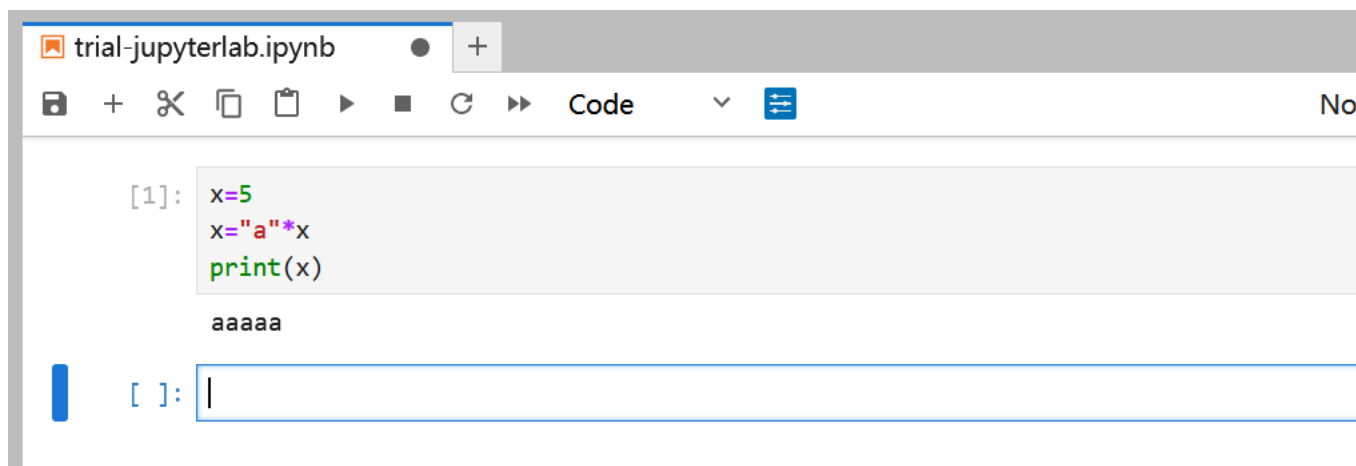 trial-jupyterlab.ipynb
Code
No
[1]:
x=5
x="a"*x
print(x)
aaaaa
[ ]: